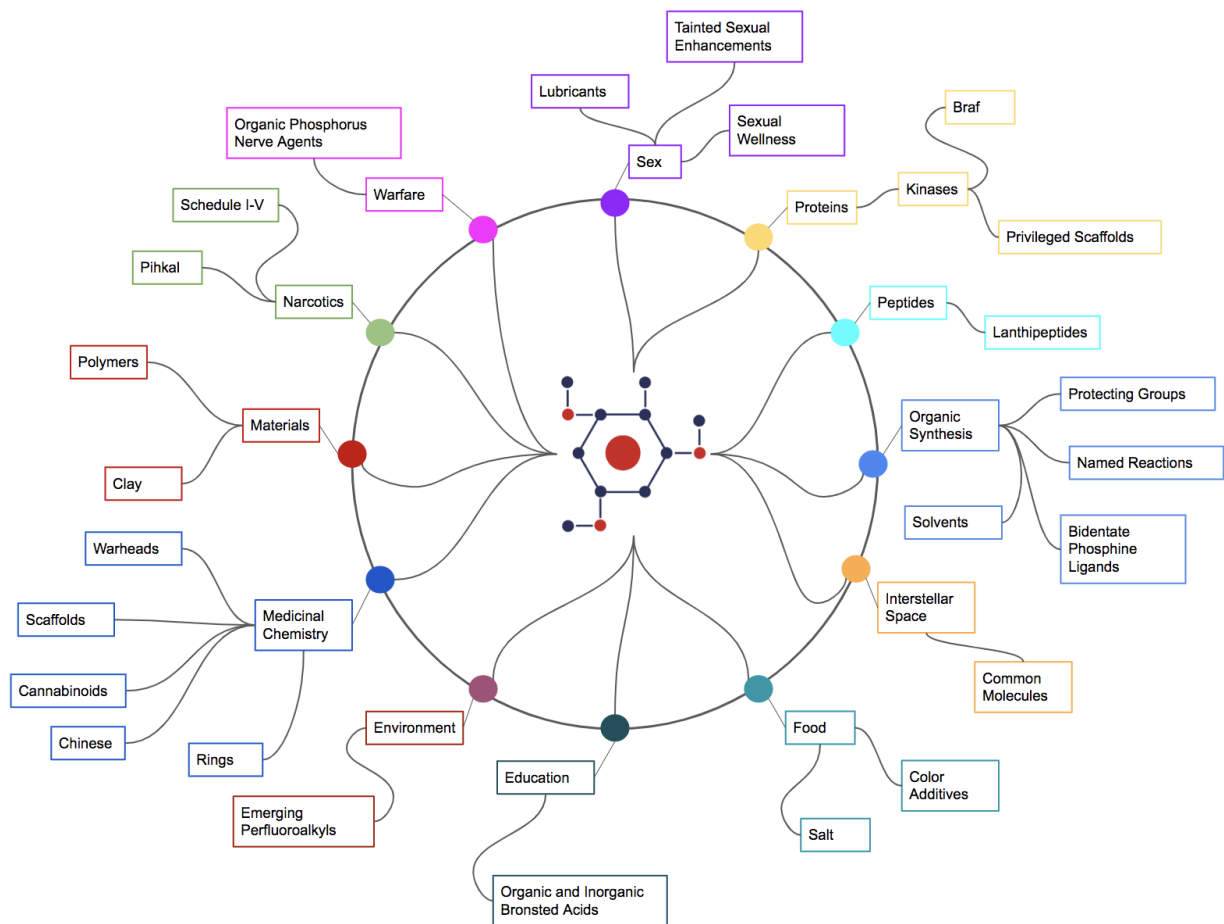 Tainted Sexual
Enhancements
Lubricants
Sexual
Wellness
Sex
Braf
Kinases
Proteins
Privileged Scaffolds
Organic Phosphorus
Nerve Agents
Warfare
Schedule I-V
Pihkal
Narcotics
Peptides
Lanthipeptides
Polymers
Materials
Clay
Organic
Synthesis
Protecting Groups
Named Reactions
Solvents
Bidentate
Phosphine
Ligands
Warheads
Scaffolds
Medicinal
Chemistry
Cannabinoids
Chinese
Rings
Interstellar
Space
Common
Molecules
Environment
Emerging
Perfluoroalkyls
Education
Organic and Inorganic
Bronsted Acids
Food
Color
Additives
Salt